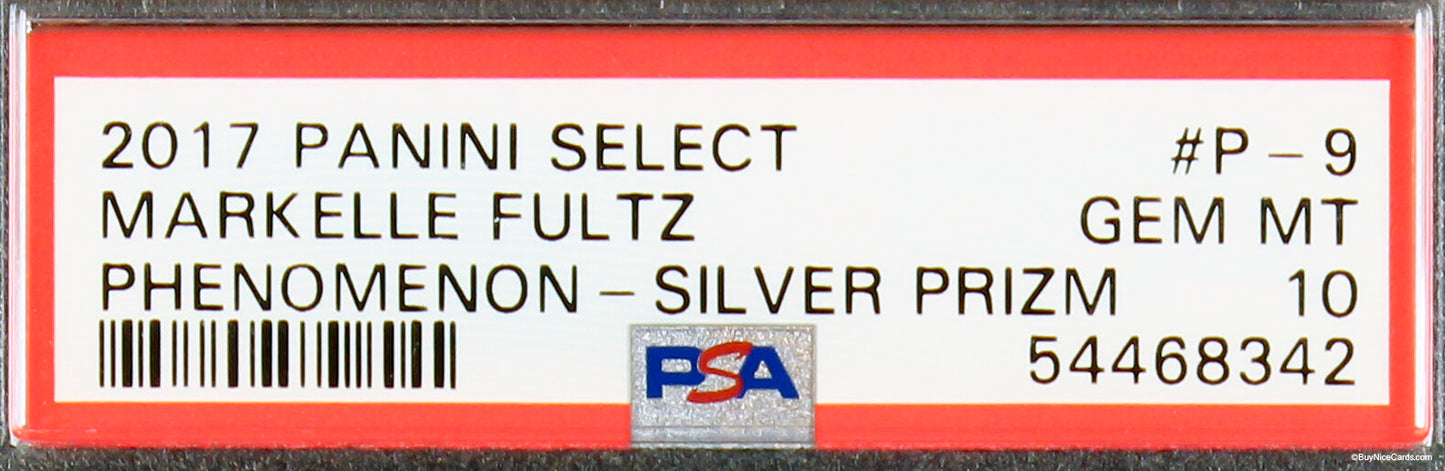 2017 PANINI SELECT #P-9
MARKELLE FULTZ GEM MT
PHENOMENON-SILVER PRIZM 10
54468342
PSA
©BuyNiceCards.com